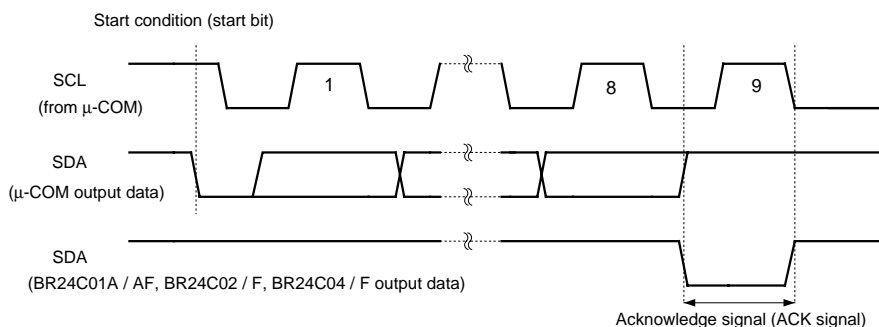 Start condition (start bit)
SCL
(from μ-COM)
1
8
9
SDA
(μ-COM output data)
SDA
(BR24C01A / AF, BR24C02 / F, BR24C04 / F output data)
Acknowledge signal (ACK signal)